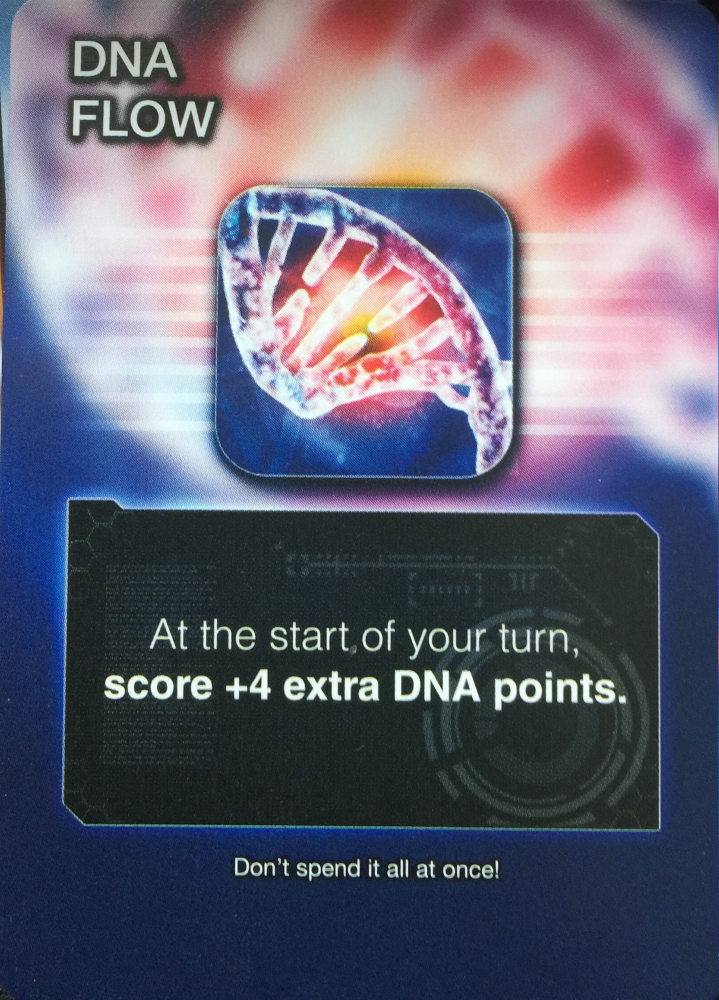 DNA
FLOW
At the start of your turn,
score +4 extra DNA points.
Don't spend it all at once!